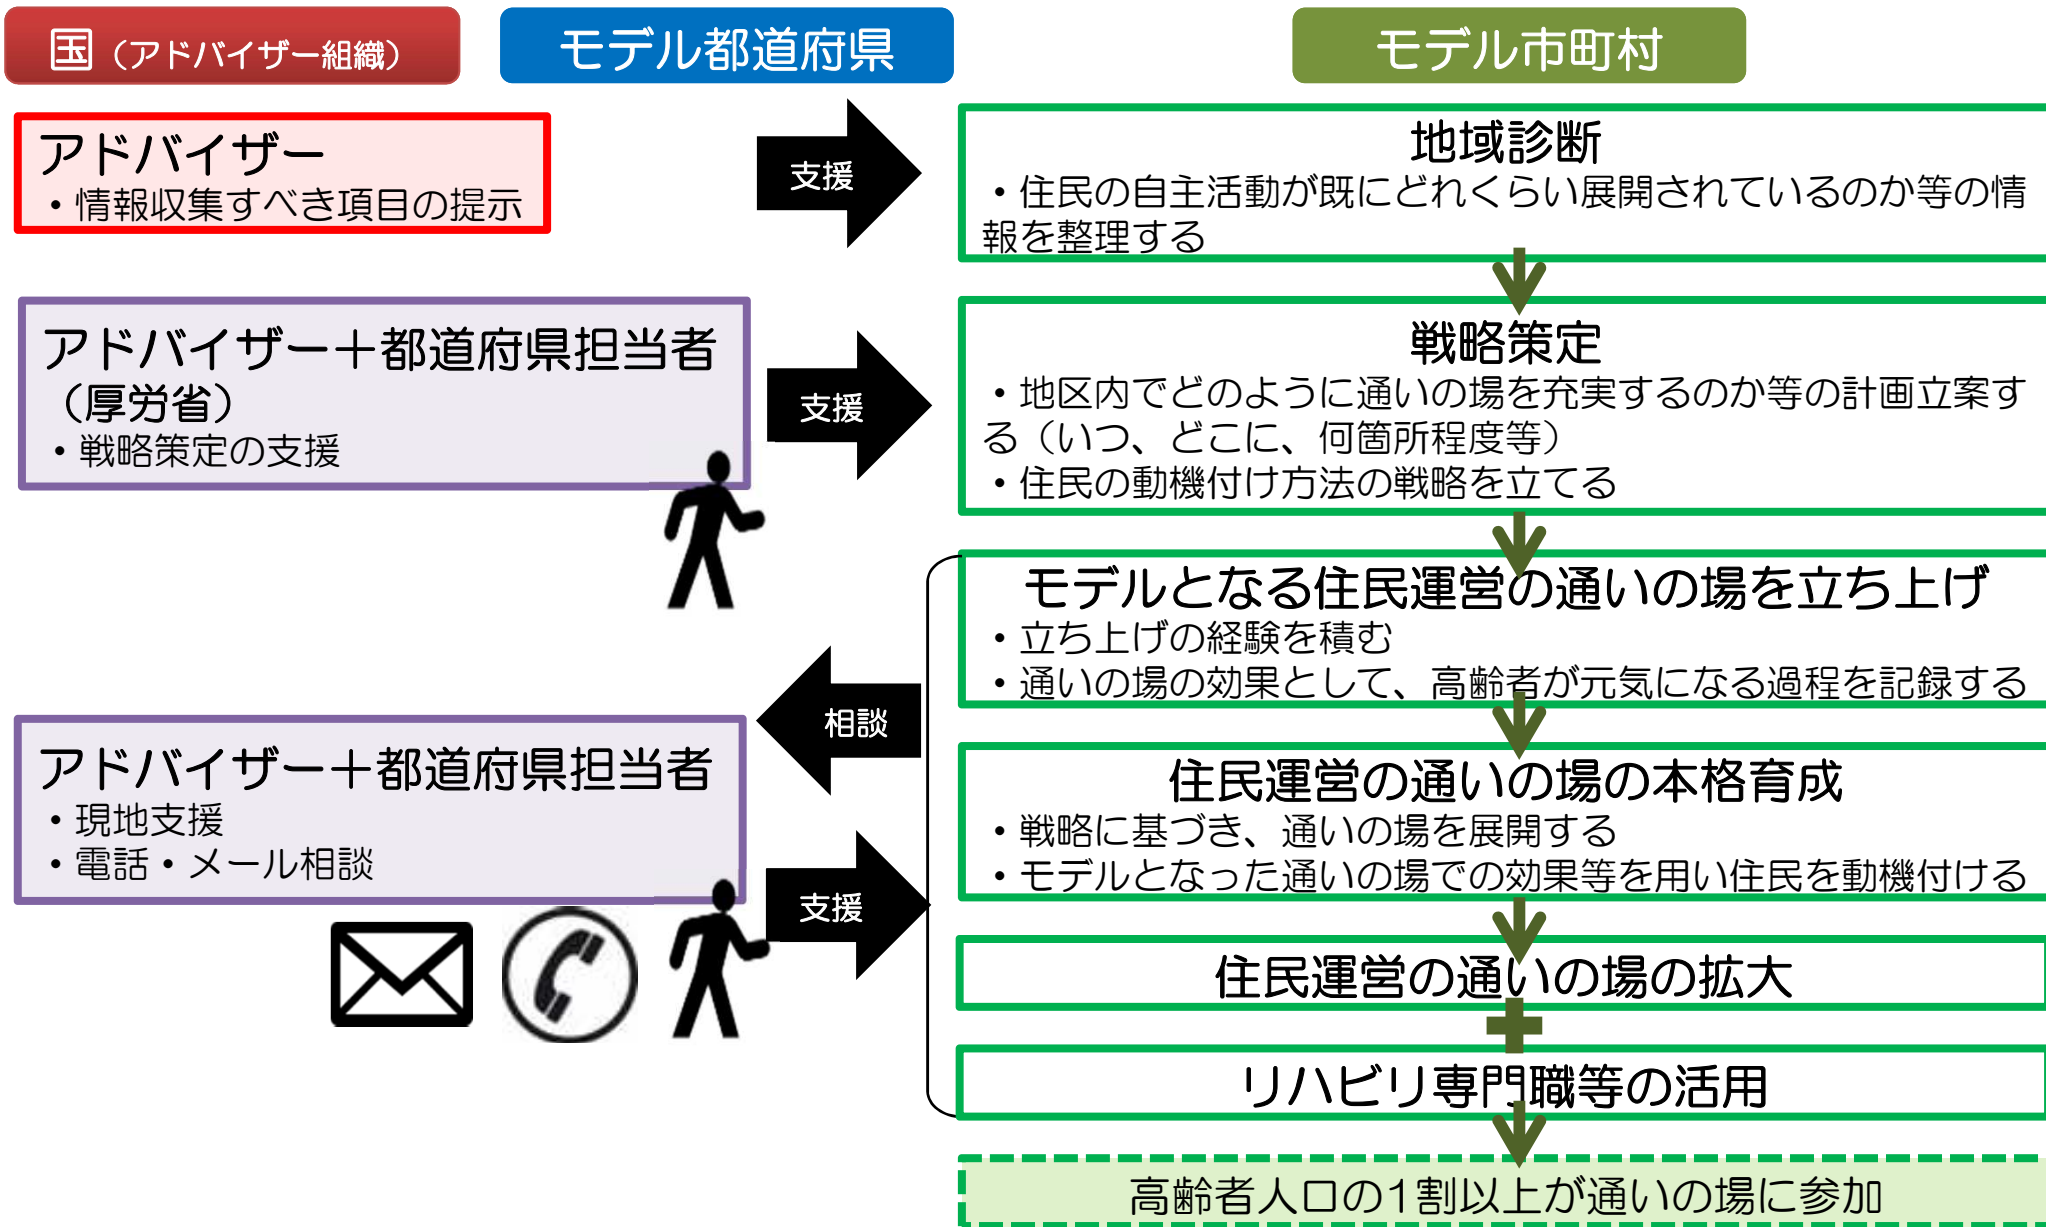 国（アドバイザー組織）
モデル都道府県
モデル市町村
アドバイザー
・情報収集すべき項目の提示
支援
地域診断
・住民の自主活動が既にどれくらい展開されているのか等の情
報を整理する
アドバイザー＋都道府県担当者
（厚労省）
・戦略策定の支援
支援
戦略策定
・地区内でどのように通いの場を充実するのか等の計画立案す
る（いつ、どこに、何箇所程度等）
・住民の動機付け方法の戦略を立てる
モデルとなる住民運営の通いの場を立ち上げ
・立ち上げの経験を積む
・通いの場の効果として、高齢者が元気になる過程を記録する
相談
アドバイザー＋都道府県担当者
・現地支援
・電話・メール相談
支援
住民運営の通いの場の本格育成
・戦略に基づき、通いの場を展開する
・モデルとなった通いの場での効果等を用い住民を動機付ける
住民運営の通いの場の拡大
リハビリ専門職等の活用
高齢者人口の1割以上が通いの場に参加